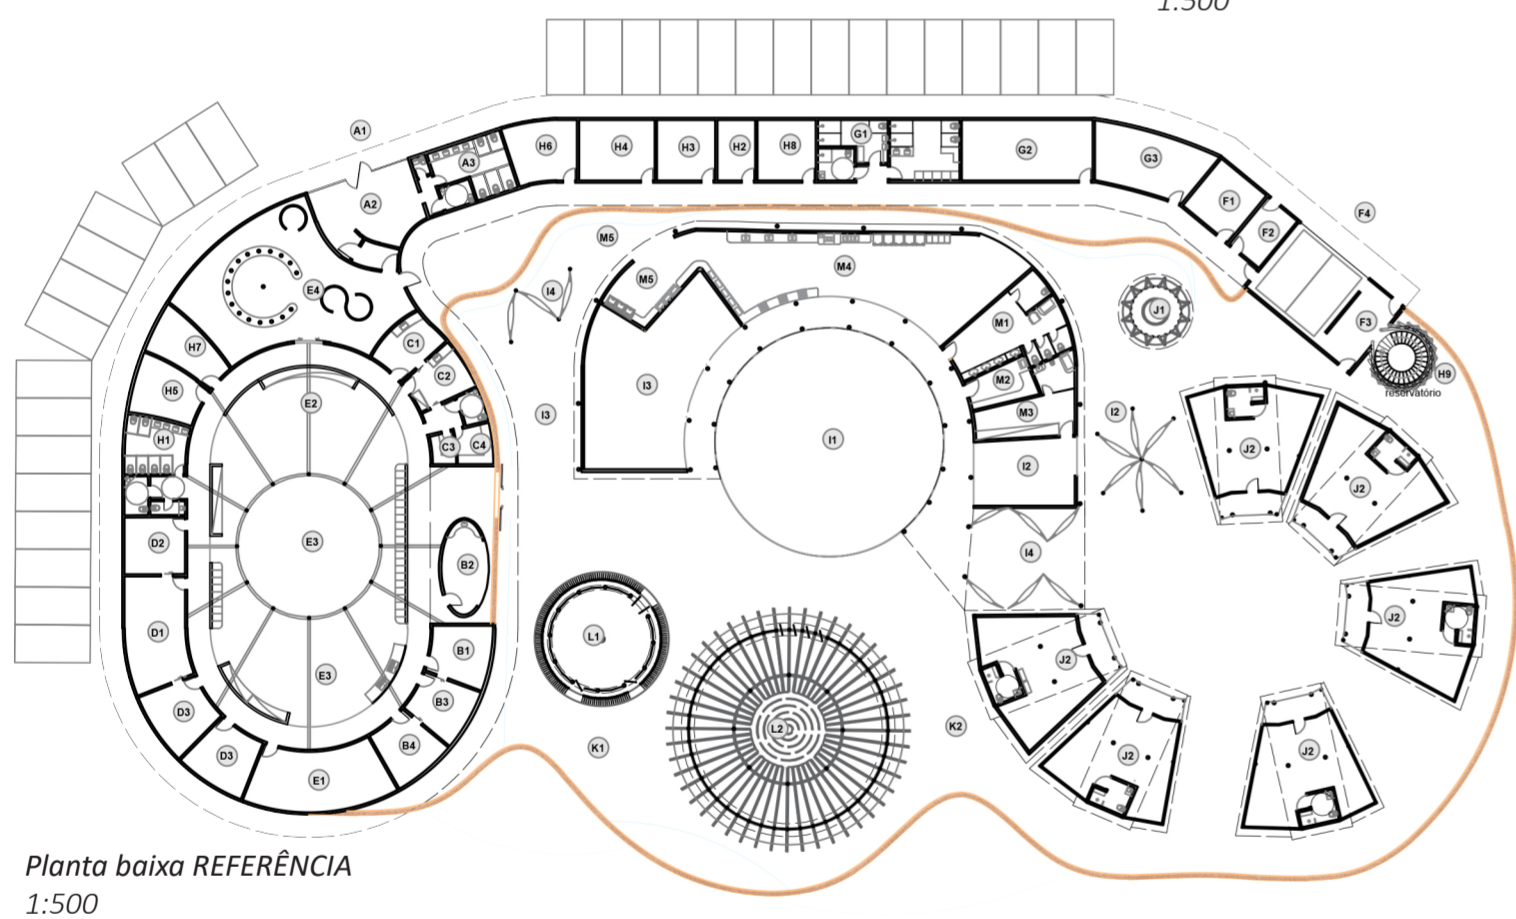 1:500
A1
A3
H6
H4
H3
H2
H8
G1
G2
G3
A2
F1
F2
F4
M5
M4
M5
I4
E4
J1
M1
F3
H7
C1
C2
H9
reservatório
M2
I3
E2
H5
I3
M3
I2
H1
C3
C4
I1
J2
I2
J2
D2
E3
I4
B2
D1
L1
J2
B1
J2
E3
B3
D3
L2
K2
B4
K1
J2
J2
D3
E1
Planta baixa REFERÊNCIA
1:500